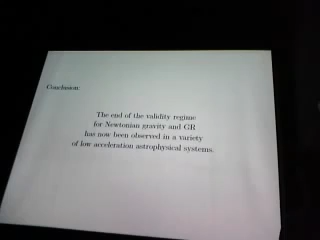 Conclusion:
The end of the validity regime
for Newtonian gravity and GR
has now been observed in a variety
of low acceleration astrophysical systems.